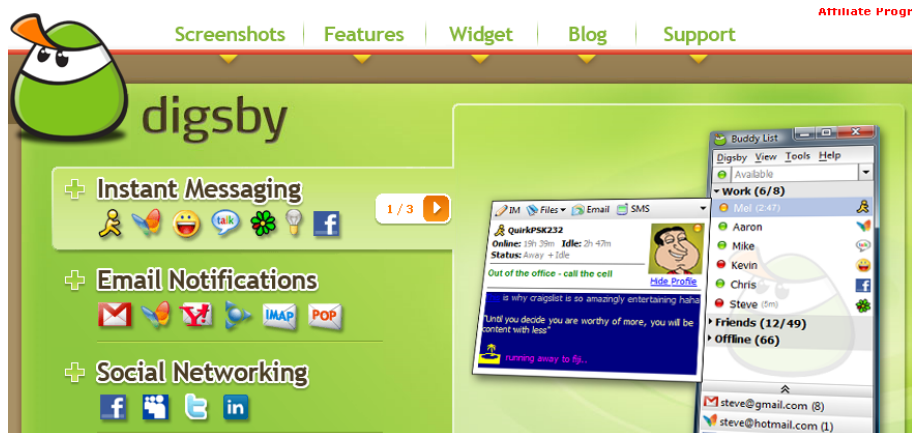 Affiliate Progr
Screenshots Features Widget Blog Support
digsby
Instant Messaging
talk
1 / 3
Email Notifications
IMAP POP
Social Networking
in
IM Files Email SMS
QuirkPSK232
Online: 19h 39m Idle: 2h 47m
Status: Away + Idle
Out of the office - call the cell
Hide Profile
is why craigslist is so amazingly entertaining haha
"Until you decide you are worthy of more, you will be
content with less"
running away to fiji...
Buddy List
Digsby View Tools Help
Available
Work (6/8)
Mel (2:47)
Aaron
Mike
Kevin
Chris
Steve (5m)
Friends (12/49)
Offline (66)
steve@gmail.com (8)
steve@hotmail.com (1)